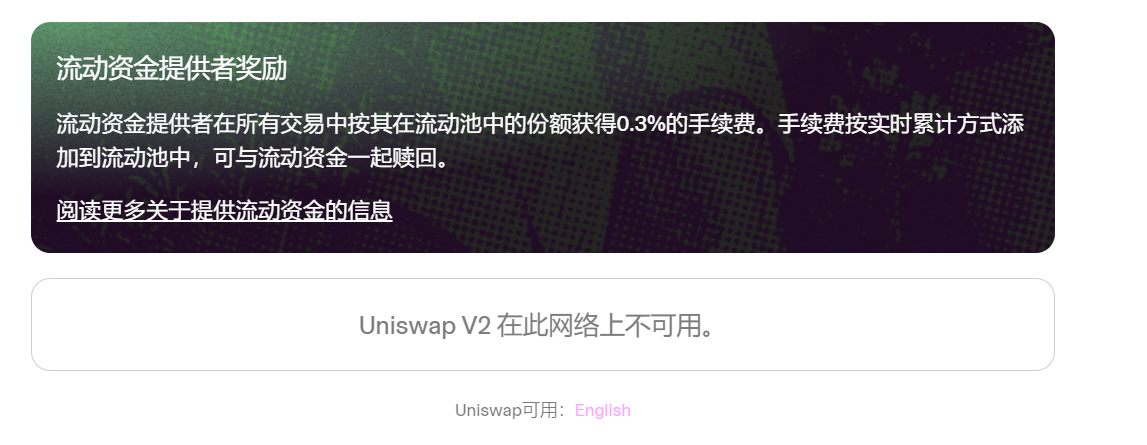 流动资金提供者奖励
流动资金提供者在所有交易中按其在流动池中的份额获得0.3%的手续费。手续费按实时累计方式添
加到流动池中，可与流动资金一起赎回。
阅读更多关于提供流动资金的信息
Uniswap V2 在此网络上不可用。
Uniswap可用：English